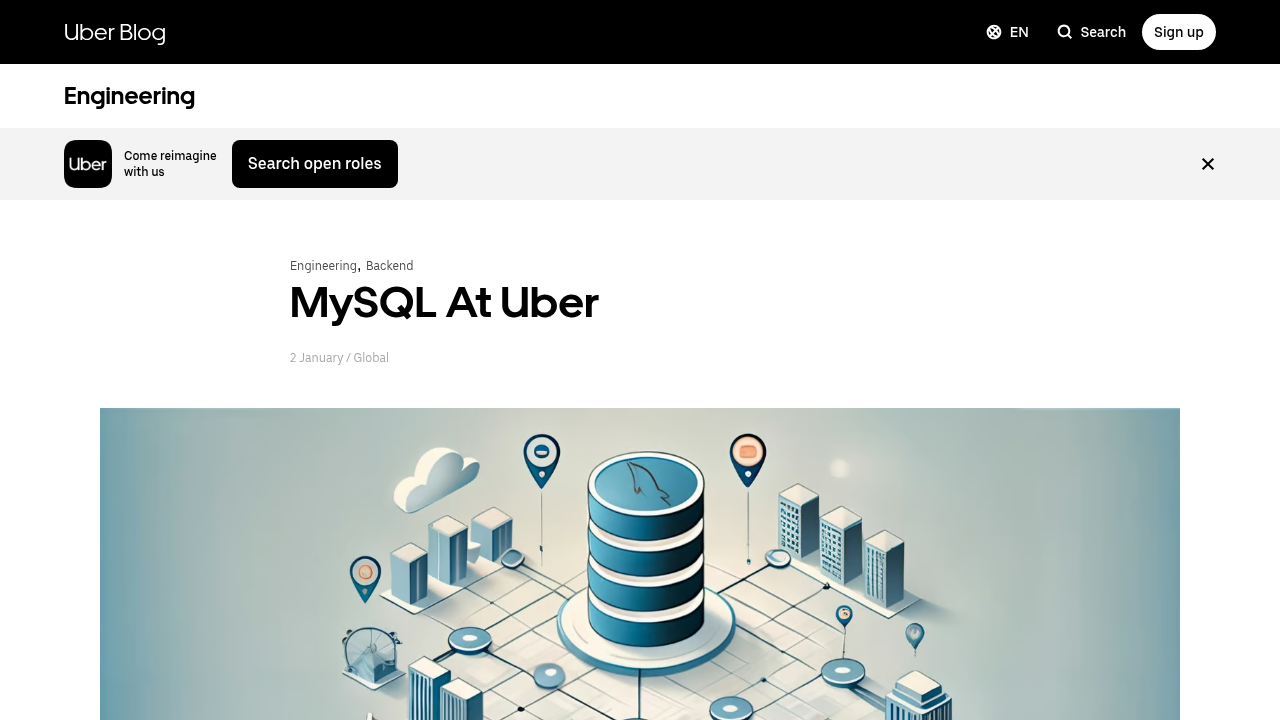 Uber Blog
EN
Search
Sign up
Engineering
Uber
Come reimagine
with us
Search open roles
Engineering, Backend
MySQL At Uber
2 January / Global